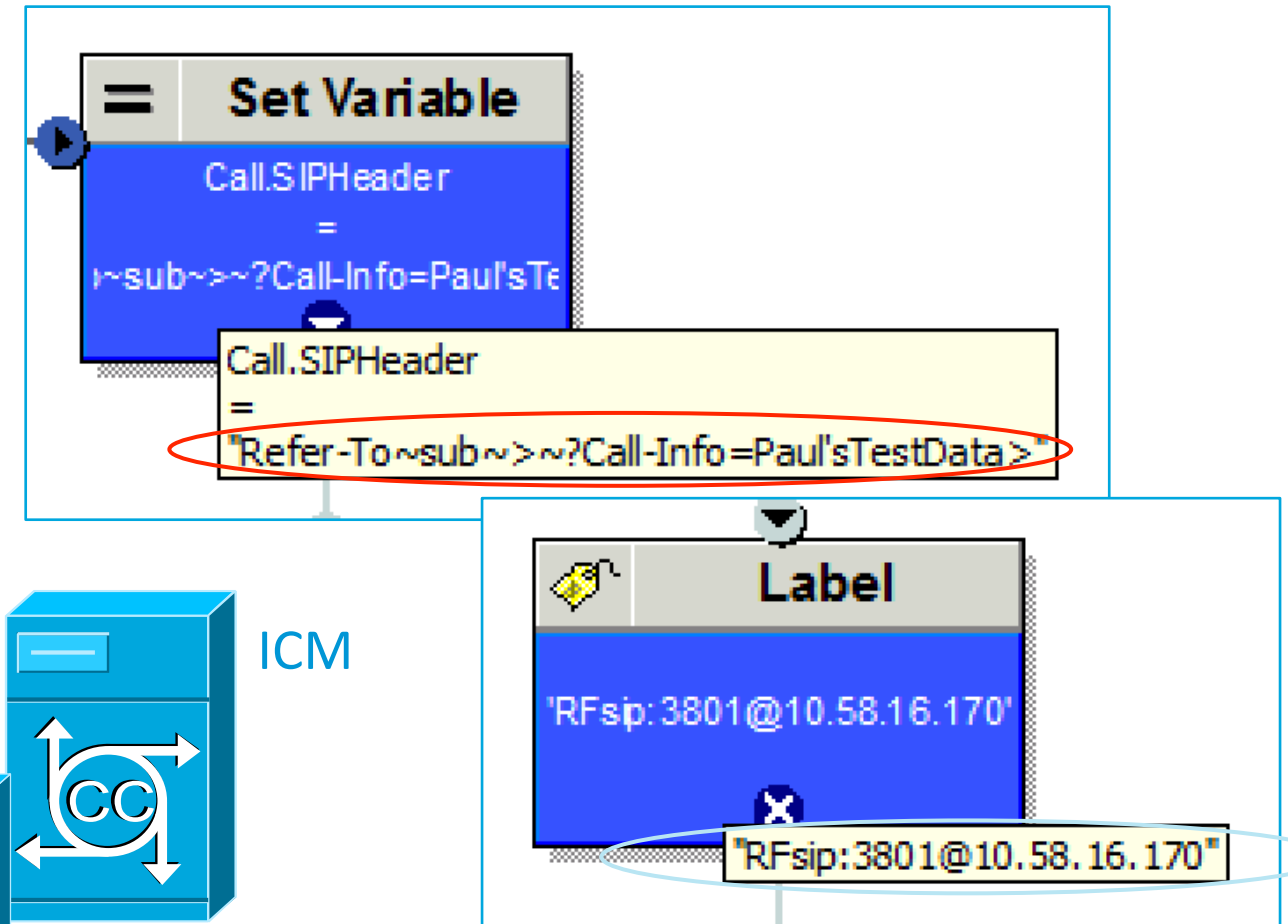 = Set Variable
Call.SIPHeader
=
~sub~>~?Call-Info=Paul'sTe
Call.SIPHeader
=
"Refer-To~sub~>~?Call-Info=Paul'sTestData>"
Label
'RFsip:3801@10.58.16.170'
"RFsip:3801@10.58.16.170"
ICM
CC